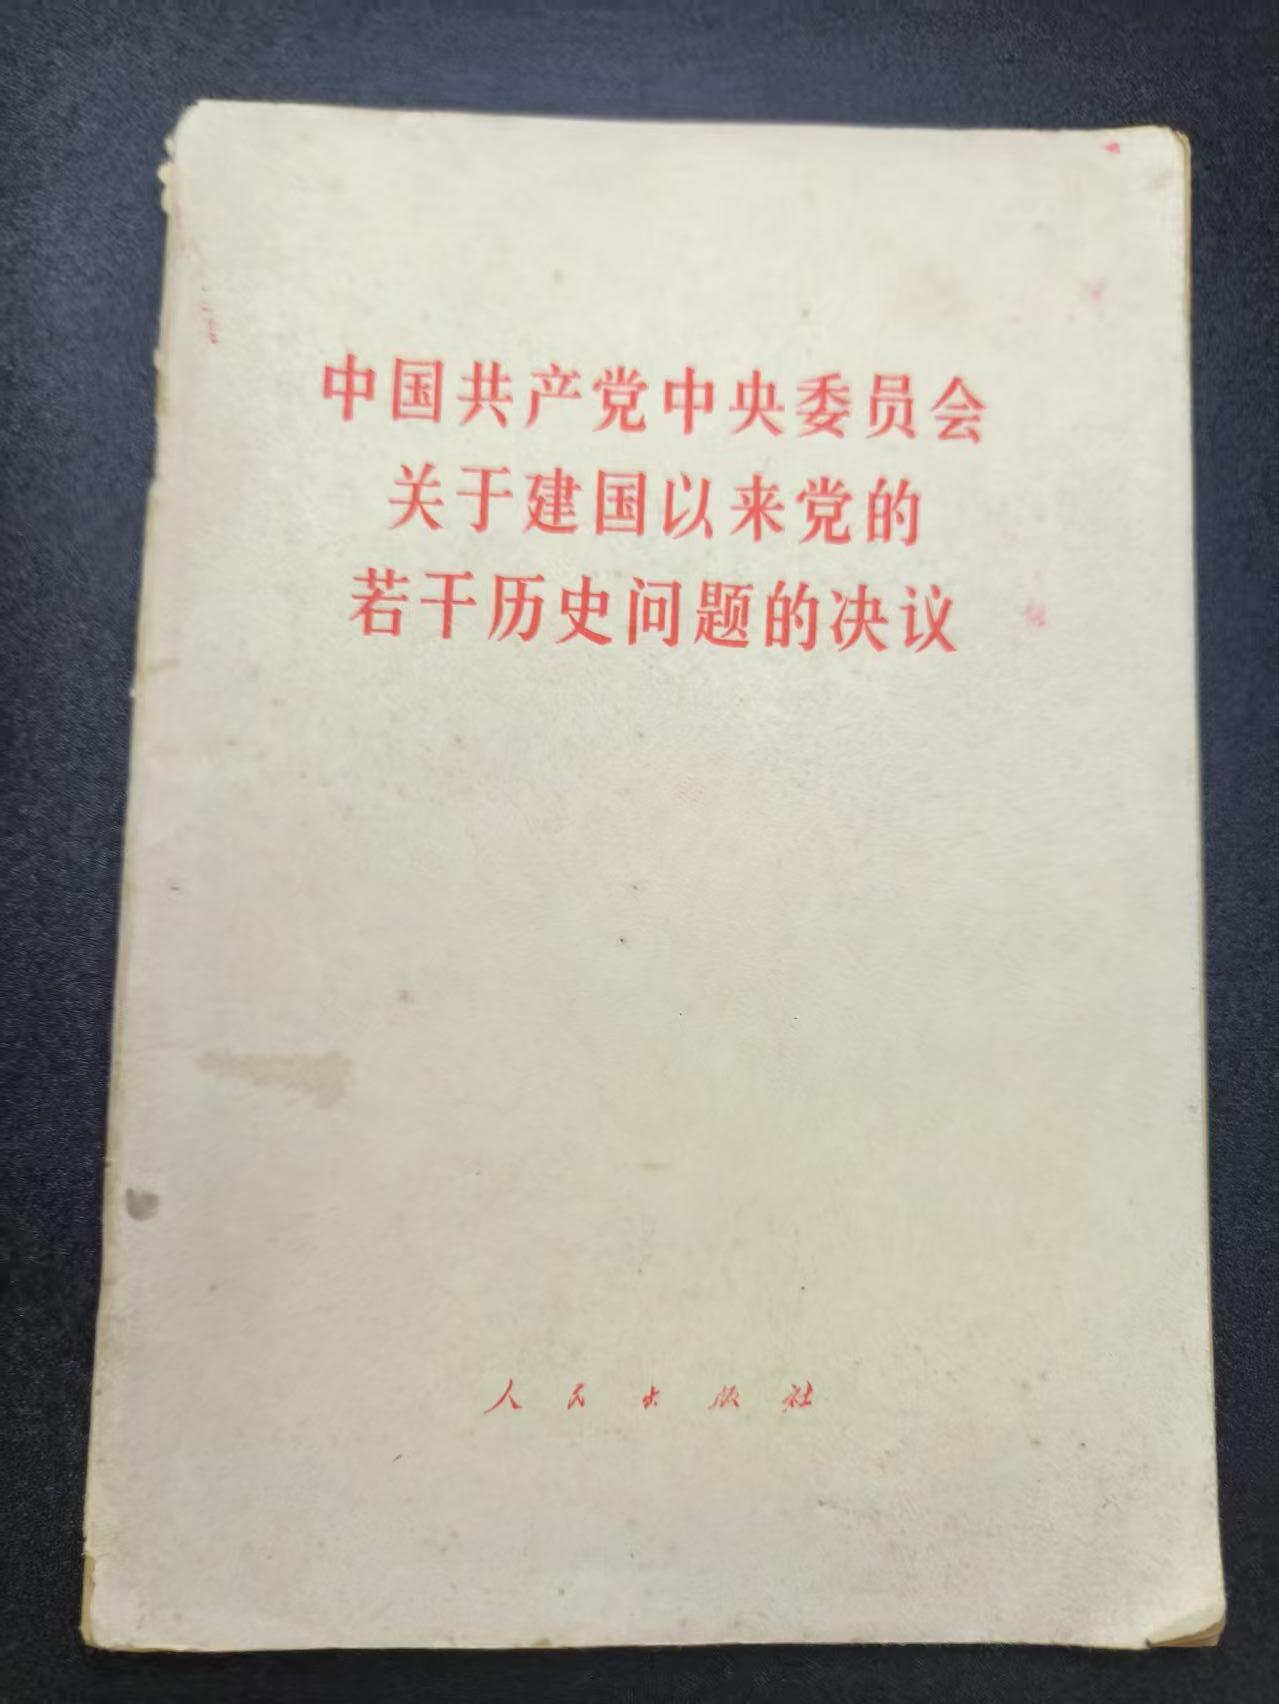 中国共产党中央委员会
关于建国以来党的
若干历史问题的决议
人民出版社